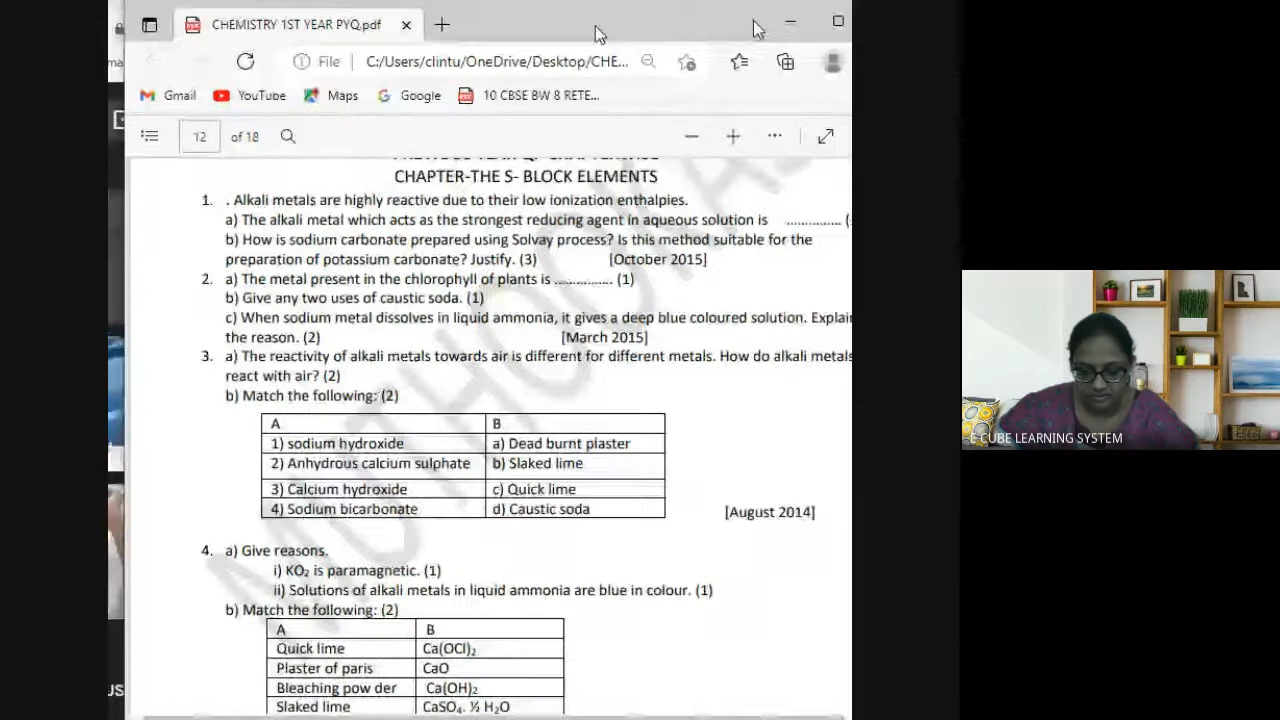 CHEMISTRY 1ST YEAR PYQ.pdf
File C:/Users/clintu/OneDrive/Desktop/CHE...
Gmail YouTube Maps Google 10 CBSE BW 8 RETE...
12 of 18
CHAPTER-THE S- BLOCK ELEMENTS
1. . Alkali metals are highly reactive due to their low ionization enthalpies.
a) The alkali metal which acts as the strongest reducing agent in aqueous solution is ............... (
b) How is sodium carbonate prepared using Solvay process? Is this method suitable for the
preparation of potassium carbonate? Justify. (3) [October 2015]
2. a) The metal present in the chlorophyll of plants is ................ (1)
b) Give any two uses of caustic soda. (1)
c) When sodium metal dissolves in liquid ammonia, it gives a deep blue coloured solution. Explain
the reason. (2) [March 2015]
3. a) The reactivity of alkali metals towards air is different for different metals. How do alkali metals
react with air? (2)
b) Match the following: (2)
A B
1) sodium hydroxide a) Dead burnt plaster
2) Anhydrous calcium sulphate b) Slaked lime
3) Calcium hydroxide c) Quick lime
4) Sodium bicarbonate d) Caustic soda
[August 2014]
4. a) Give reasons.
i) KO₂ is paramagnetic. (1)
ii) Solutions of alkali metals in liquid ammonia are blue in colour. (1)
b) Match the following: (2)
A B
Quick lime Ca(OCl)₂
Plaster of paris CaO
Bleaching pow der Ca(OH)₂
Slaked lime CaSO₄. ½ H₂O
C CUBE LEARNING SYSTEM